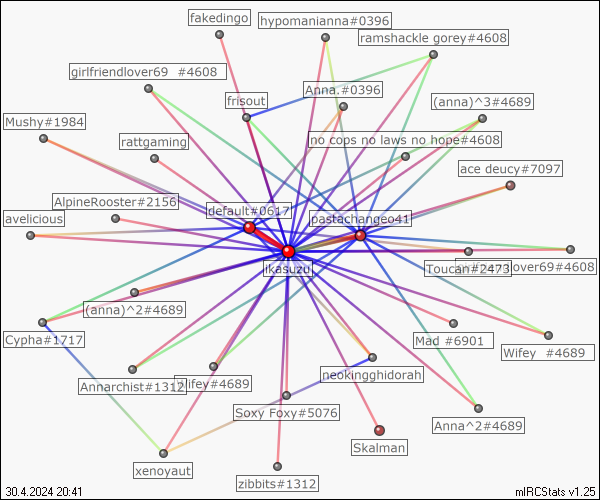 fakedingo
hypomanianna#0396
ramshackle gorey#4608
girlfriendlover69 #4608
Anna.#0396
frisout
(anna)^3#4689
Mushy#1984
rattgaming
no cops no laws no hope#4608
ace deucy#7097
AlpineRooster#2156
default#0617
avelicious
pastachangeo41
ikasuzu
Toucan#2473
lover69#4608
(anna)^2#4689
Cypha#1717
Mad #6901
Wifey #4689
Annarchist#1312
ifey#4689
neokingghidorah
Soxy Foxy#5076
Anna^2#4689
Skalman
xenoyaut
zibbits#1312
30.4.2024 20:41
mIRCStats v1.25